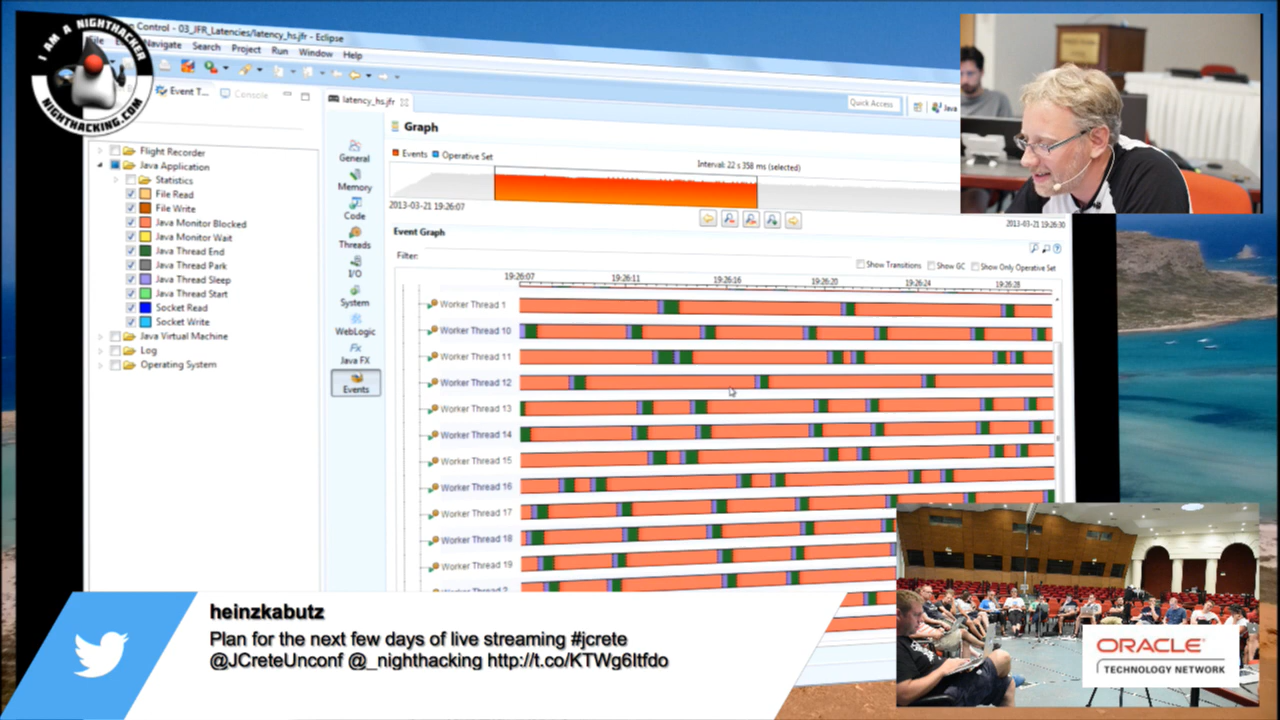 I AM A NIGHTHACKER
NIGHTHACKING.COM
Control - 03_JFR_Latencies/latency_hs.jfr - Eclipse
File
Navigate Search Project Run Window Help
Event T...
Console
latency_hs.jfr
Quick Access
Java
Flight Recorder
Java Application
Statistics
File Read
File Write
Java Monitor Blocked
Java Monitor Wait
Java Thread End
Java Thread Park
Java Thread Sleep
Java Thread Start
Socket Read
Socket Write
Java Virtual Machine
Log
Operating System
General
Memory
Code
Threads
I/O
System
WebLogic
Fx
Java FX
Events
Graph
Events Operative Set
Interval: 22 s 358 ms (selected)
2013-03-21 19:26:07
2013-03-21 19:26:30
Event Graph
Filter:
Show Transitions Show GC Show Only Operative Set
19:26:07 19:26:11 19:26:16 19:26:20 19:26:24 19:26:28
Worker Thread 1
Worker Thread 10
Worker Thread 11
Worker Thread 12
Worker Thread 13
Worker Thread 14
Worker Thread 15
Worker Thread 16
Worker Thread 17
Worker Thread 18
Worker Thread 19
Worker Thread 2
heinzkabutz
Plan for the next few days of live streaming #jcrete
@JCreteUnconf @_nighthacking http://t.co/KTWg6Itfdo
ORACLE
TECHNOLOGY NETWORK